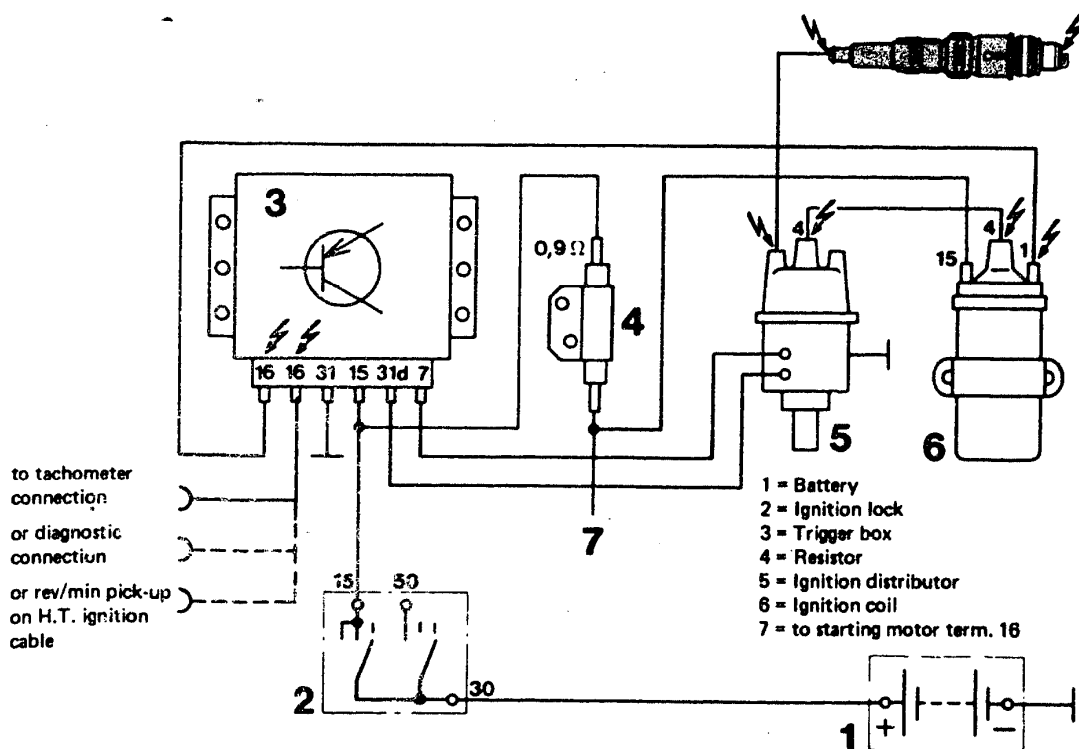 3
0,9 Ω
4
4
4
15
1
16 16 31 15 31d 7
5
6
7
to tachometer
connection
or diagnostic
connection
or rev/min pick-up
on H.T. ignition
cable
1 = Battery
2 = Ignition lock
3 = Trigger box
4 = Resistor
5 = Ignition distributor
6 = Ignition coil
7 = to starting motor term. 16
15 50
2
30
1
+ −